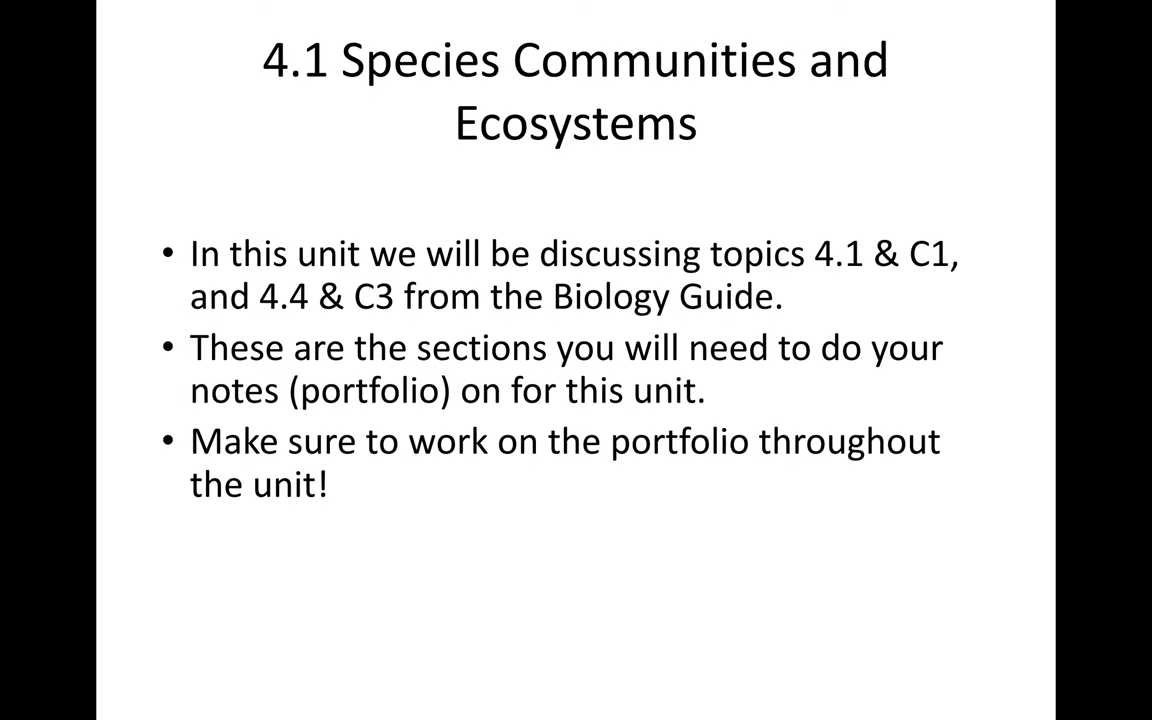 4.1 Species Communities and
Ecosystems
• In this unit we will be discussing topics 4.1 & C1,
and 4.4 & C3 from the Biology Guide.
• These are the sections you will need to do your
notes (portfolio) on for this unit.
• Make sure to work on the portfolio throughout
the unit!